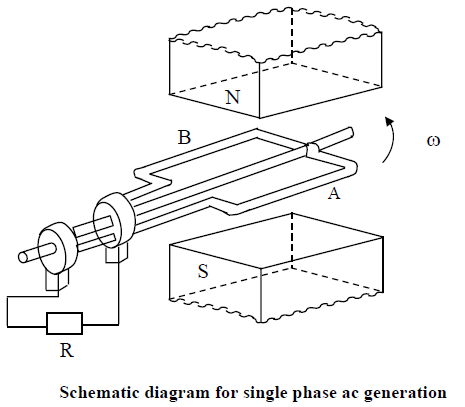 N
B
ω
A
S
R
Schematic diagram for single phase ac generation